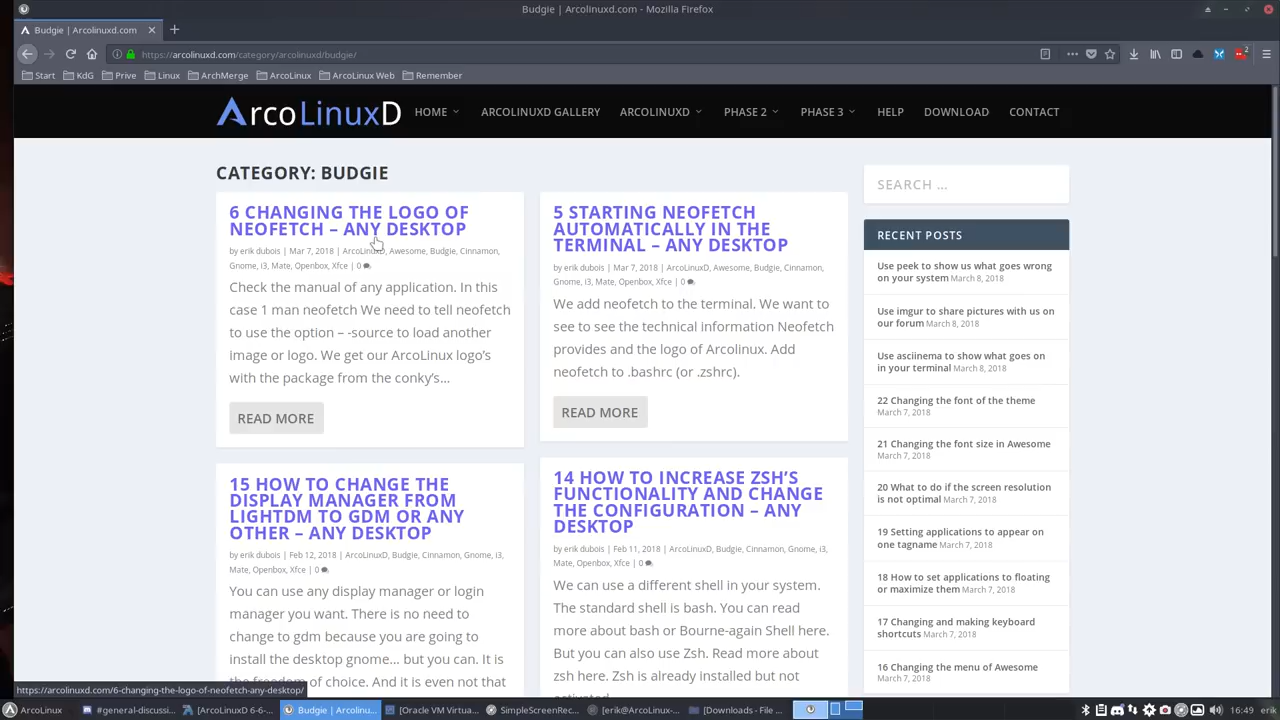 Budgie | Arcolinuxd.com - Mozilla Firefox
Budgie | Arcolinuxd.com
https://arcolinuxd.com/category/arcolinuxd/budgie/
2
Start KdG Prive Linux ArchMerge ArcoLinux ArcoLinux Web Remember
ArcoLinuxD HOME ARCOLINUXD GALLERY ARCOLINUXD PHASE 2 PHASE 3 HELP DOWNLOAD CONTACT
CATEGORY: BUDGIE
6 CHANGING THE LOGO OF
NEOFETCH – ANY DESKTOP
by erik dubois | Mar 7, 2018 | ArcoLinuxD, Awesome, Budgie, Cinnamon,
Gnome, i3, Mate, Openbox, Xfce | 0
Check the manual of any application. In this
case 1 man neofetch We need to tell neofetch
to use the option – -source to load another
image or logo. We get our ArcoLinux logo's
with the package from the conky's...
READ MORE
5 STARTING NEOFETCH
AUTOMATICALLY IN THE
TERMINAL – ANY DESKTOP
by erik dubois | Mar 7, 2018 | ArcoLinuxD, Awesome, Budgie, Cinnamon,
Gnome, i3, Mate, Openbox, Xfce | 0
We add neofetch to the terminal. We want to
see to see the technical information Neofetch
provides and the logo of Arcolinux. Add
neofetch to .bashrc (or .zshrc).
READ MORE
15 HOW TO CHANGE THE
DISPLAY MANAGER FROM
LIGHTDM TO GDM OR ANY
OTHER – ANY DESKTOP
by erik dubois | Feb 12, 2018 | ArcoLinuxD, Budgie, Cinnamon, Gnome, i3,
Mate, Openbox, Xfce | 0
You can use any display manager or login
manager you want. There is no need to
change to gdm because you are going to
install the desktop gnome... but you can. It is
the freedom of choice. And it is even not that
14 HOW TO INCREASE ZSH'S
FUNCTIONALITY AND CHANGE
THE CONFIGURATION – ANY
DESKTOP
by erik dubois | Feb 11, 2018 | ArcoLinuxD, Budgie, Cinnamon, Gnome, i3,
Mate, Openbox, Xfce | 0
We can use a different shell in your system.
The standard shell is bash. You can read
more about bash or Bourne-again Shell here.
But you can also use Zsh. Read more about
zsh here. Zsh is already installed but not
activated...
SEARCH ...
RECENT POSTS
Use peek to show us what goes wrong
on your system March 8, 2018
Use imgur to share pictures with us on
our forum March 8, 2018
Use asciinema to show what goes on
in your terminal March 8, 2018
22 Changing the font of the theme
March 7, 2018
21 Changing the font size in Awesome
March 7, 2018
20 What to do if the screen resolution
is not optimal March 7, 2018
19 Setting applications to appear on
one tagname March 7, 2018
18 How to set applications to floating
or maximize them March 7, 2018
17 Changing and making keyboard
shortcuts March 7, 2018
16 Changing the menu of Awesome
March 7, 2018
https://arcolinuxd.com/6-changing-the-logo-of-neofetch-any-desktop/
ArcoLinux #general-discussi... [ArcoLinuxD 6-6-... Budgie | Arcolinu... [Oracle VM Virtua... SimpleScreenRec... [erik@ArcoLinux-... [Downloads - File ... 16:49 erik